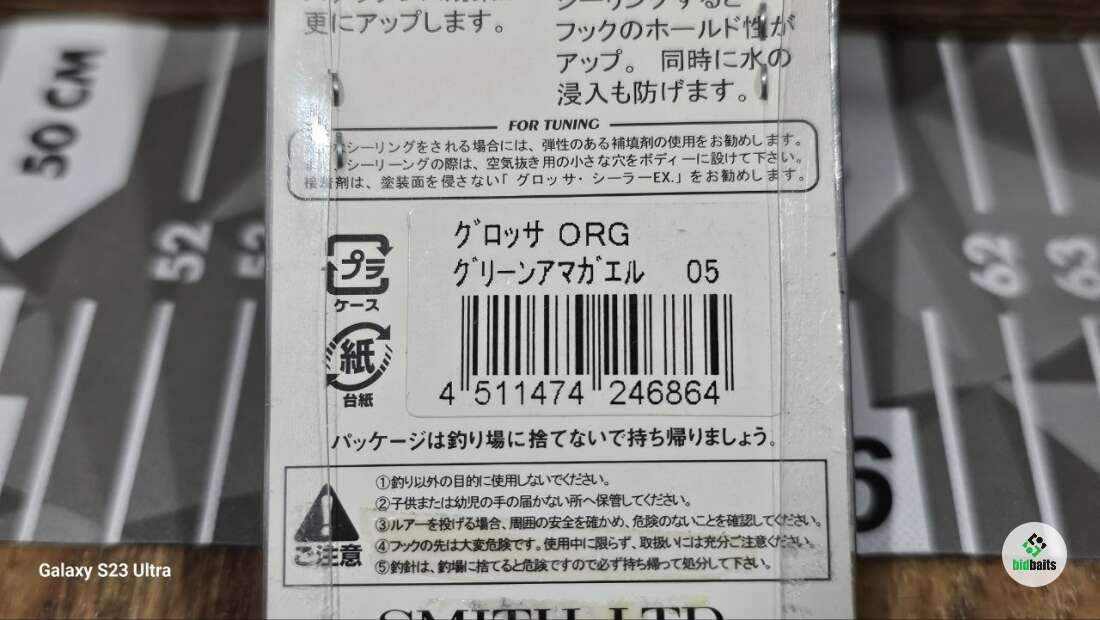 更にアップします。
シーリングすると
フックのホールド性が
アップ。 同時に水の
浸入も防げます。
FOR TUNING
シーリングをされる場合には、弾性のある補填剤の使用をお勧めします。
シーリーングの際は、空気抜き用の小さな穴をボディーに設けて下さい。
接着剤は、塗装面を侵さない「グロッサ・シーラーEX.」をお勧めします。
グロッサ ORG
グリーンアマガエル 05
プラ
ケース
紙
台紙
4 511474 246864
パッケージは釣り場に捨てないで持ち帰りましょう。
ご注意
①釣り以外の目的に使用しないでください。
②子供または幼児の手の届かない所へ保管してください。
③ルアーを投げる場合、周囲の安全を確かめ、危険のないことを確認してください。
④フックの先は大変危険です。使用中に限らず、取扱いには充分ご注意ください。
⑤釣針は、釣場に捨てると危険ですので必ず持ち帰って処分して下さい。
SMITH LTD
50 CM
52
62
63
6
Galaxy S23 Ultra
bidbaits